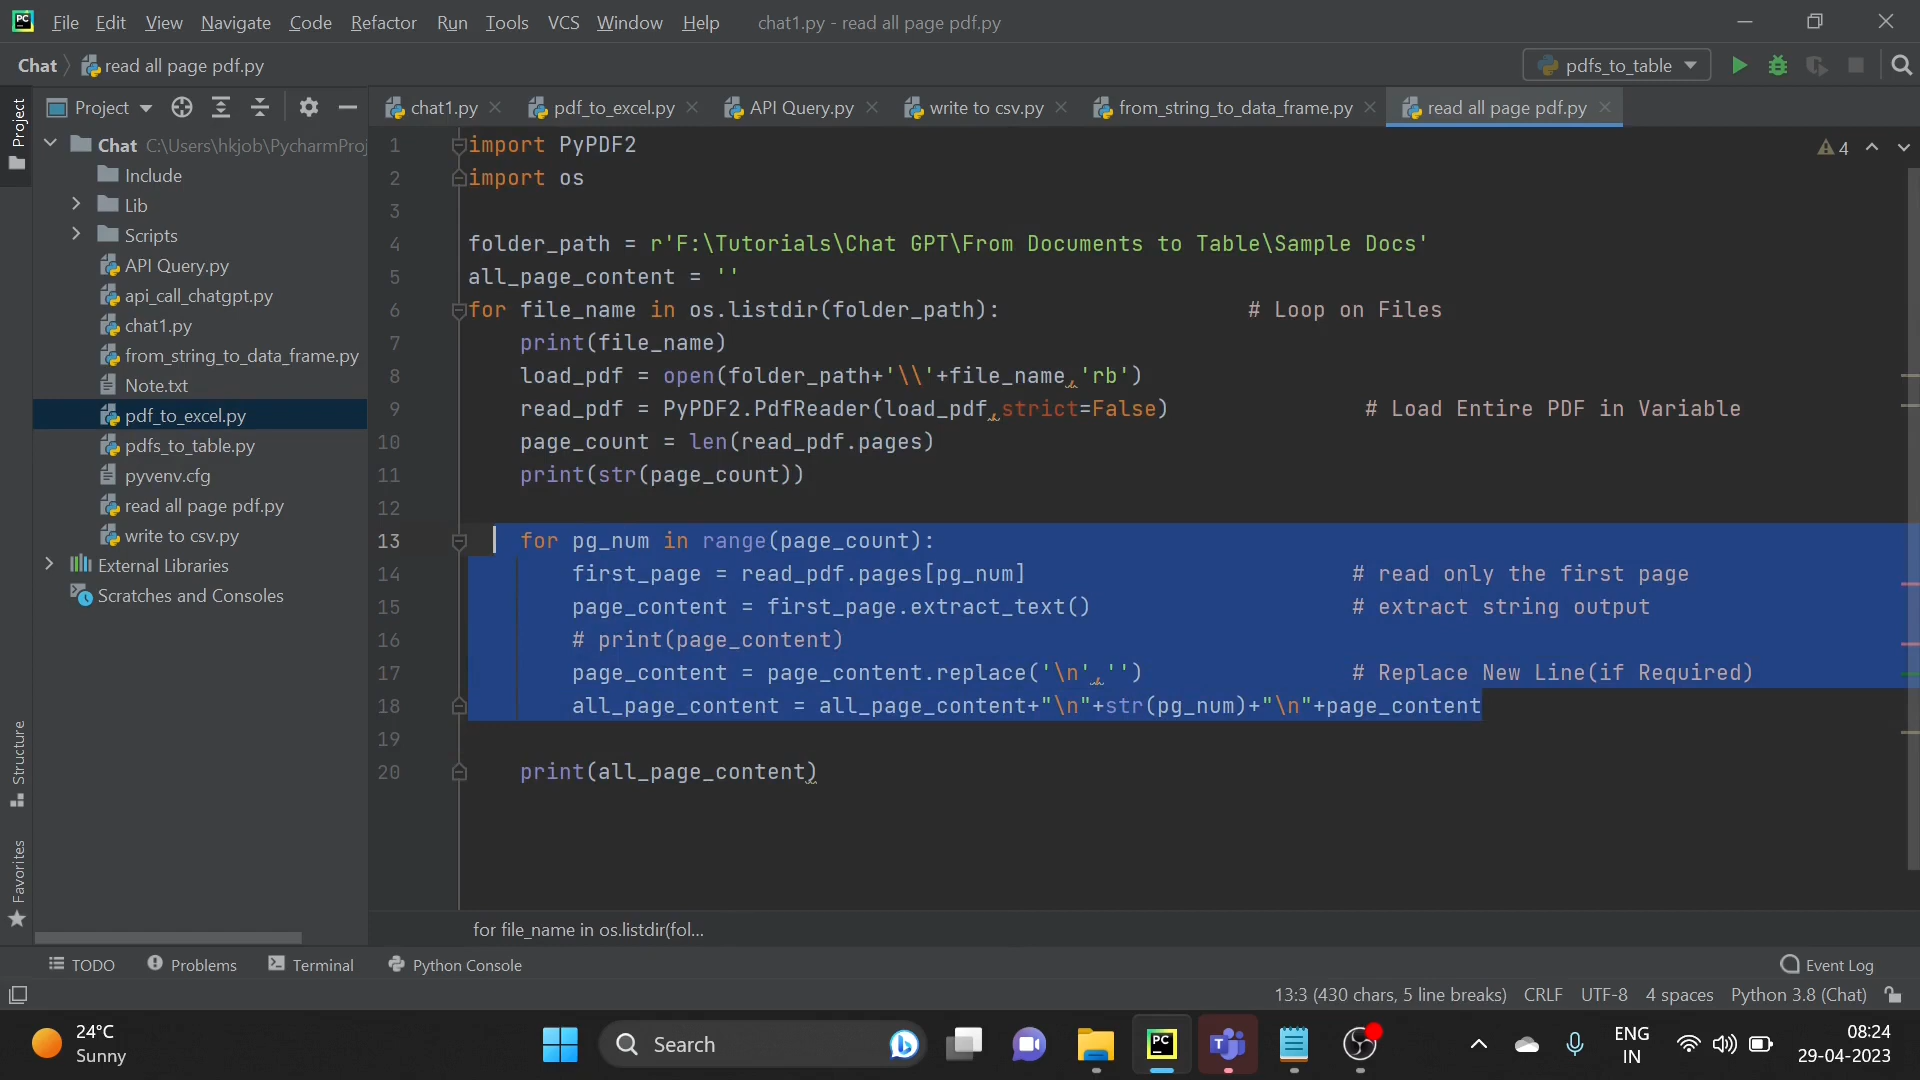 PC File Edit View Navigate Code Refactor Run Tools VCS Window Help chat1.py - read all page pdf.py
Chat read all page pdf.py pdfs_to_table
Project chat1.py pdf_to_excel.py API Query.py write to csv.py from_string_to_data_frame.py read all page pdf.py
Project
Chat C:\Users\hkjob\PycharmProj
Include
Lib
Scripts
API Query.py
api_call_chatgpt.py
chat1.py
from_string_to_data_frame.py
Note.txt
pdf_to_excel.py
pdfs_to_table.py
pyvenv.cfg
read all page pdf.py
write to csv.py
External Libraries
Scratches and Consoles
Structure
Favorites
4
1 import PyPDF2
2 import os
3
4 folder_path = r'F:\Tutorials\Chat GPT\From Documents to Table\Sample Docs'
5 all_page_content = ''
6 for file_name in os.listdir(folder_path): # Loop on Files
7 print(file_name)
8 load_pdf = open(folder_path+'\\'+file_name,'rb')
9 read_pdf = PyPDF2.PdfReader(load_pdf,strict=False) # Load Entire PDF in Variable
10 page_count = len(read_pdf.pages)
11 print(str(page_count))
12
13 for pg_num in range(page_count):
14 first_page = read_pdf.pages[pg_num] # read only the first page
15 page_content = first_page.extract_text() # extract string output
16 # print(page_content)
17 page_content = page_content.replace('\n','') # Replace New Line(if Required)
18 all_page_content = all_page_content+"\n"+str(pg_num)+"\n"+page_content
19
20 print(all_page_content)
for file_name in os.listdir(fol...
TODO Problems Terminal Python Console Event Log
13:3 (430 chars, 5 line breaks) CRLF UTF-8 4 spaces Python 3.8 (Chat)
24°C
Sunny
Search
PC
ENG
IN
08:24
29-04-2023